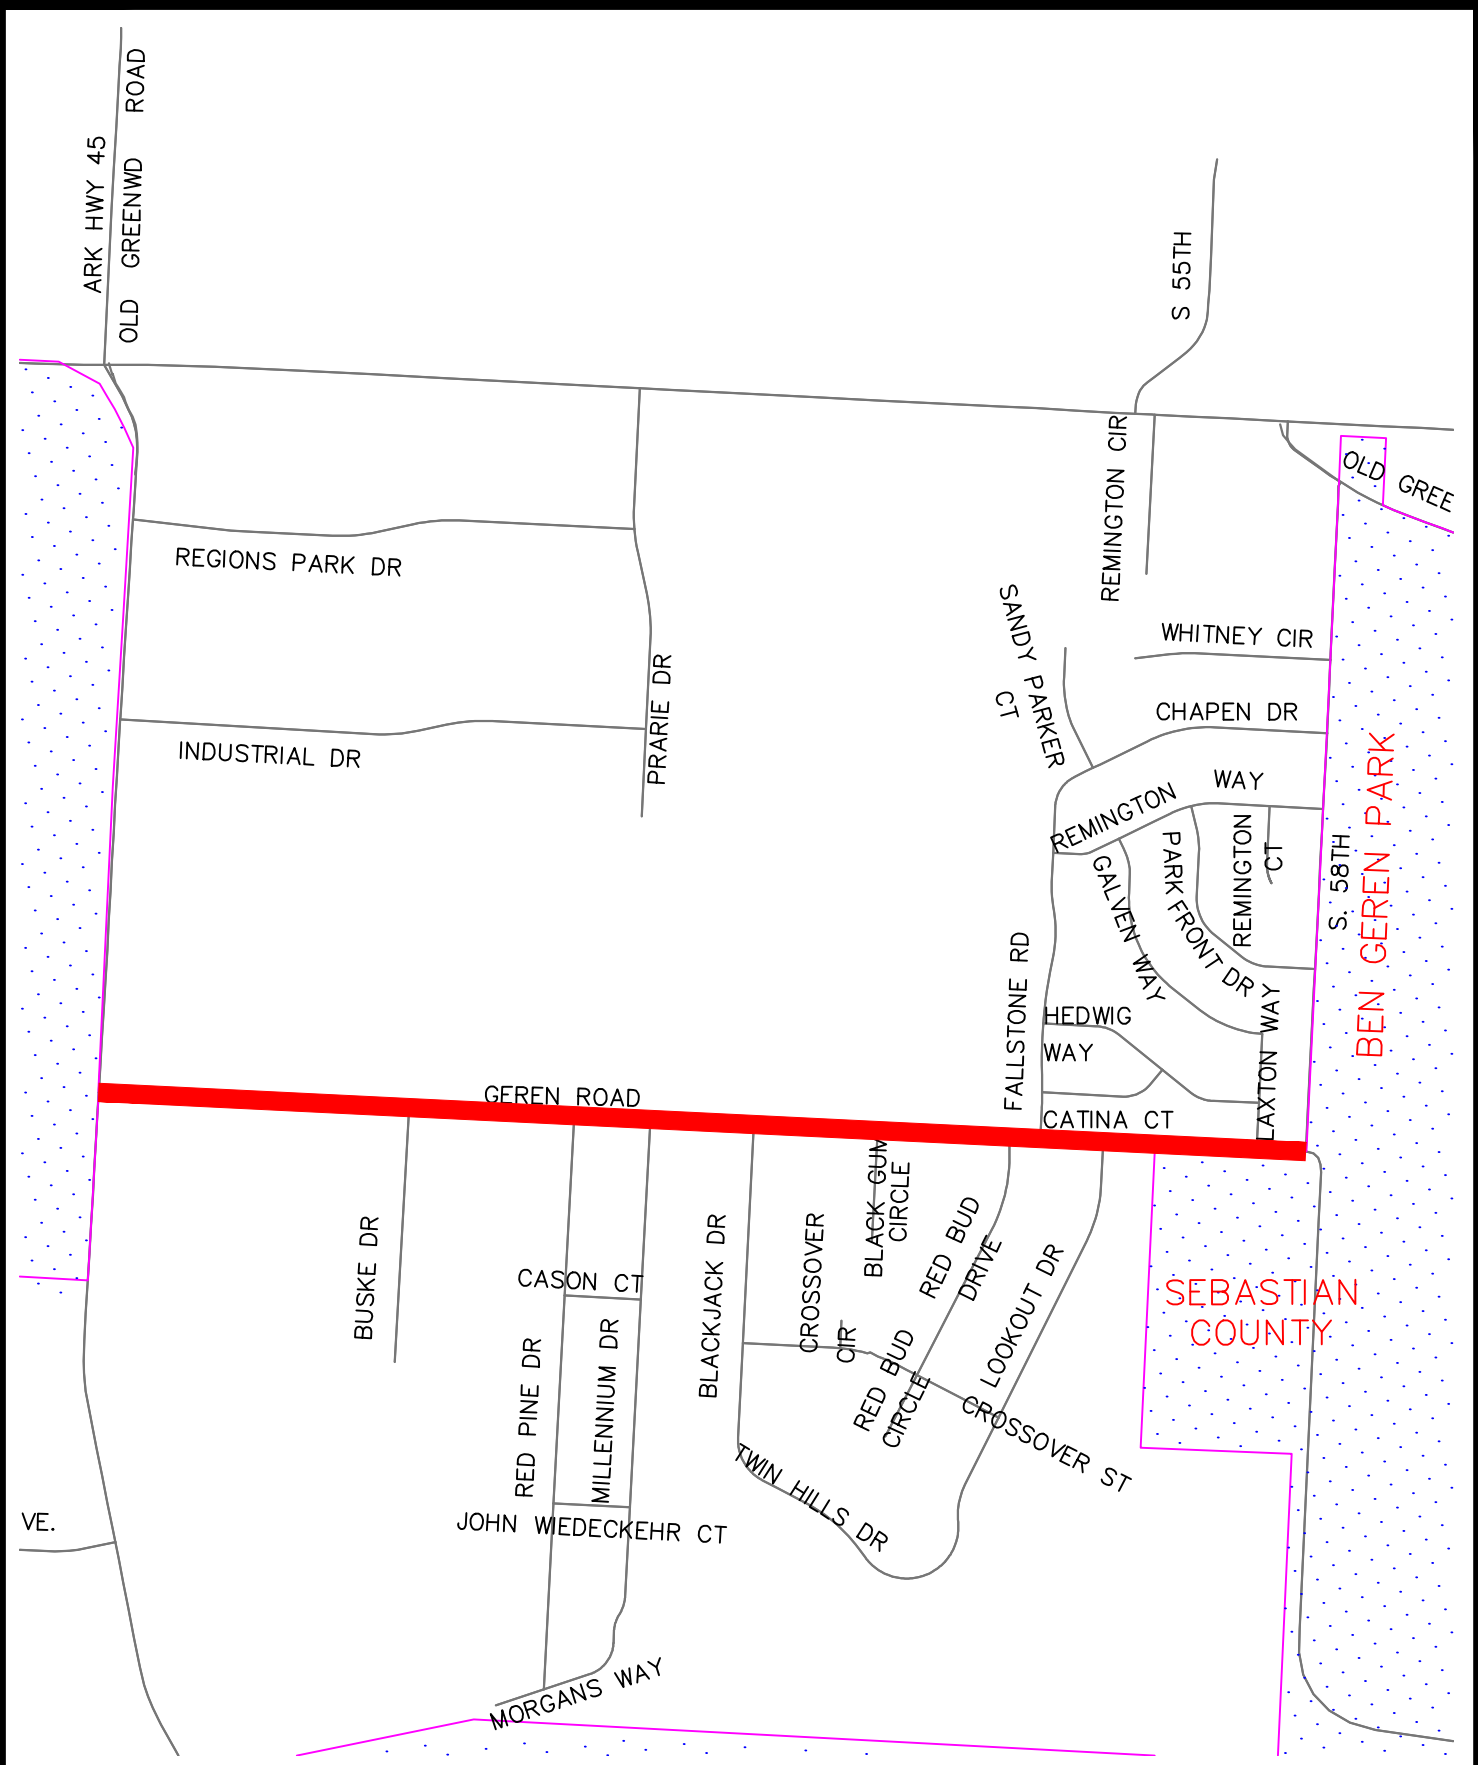 ARK HWY 45
OLD GREENWD ROAD
S 55TH
REMINGTON CIR
OLD GREE
REGIONS PARK DR
SANDY PARKER
CT
WHITNEY CIR
PRARIE DR
CHAPEN DR
INDUSTRIAL DR
REMINGTON WAY
BEN GEREN PARK
S. 58TH
REMINGTON
CT
PARKFRONT DR
GALVEN WAY
FALLSTONE RD
HEDWIG
WAY
LAXTON WAY
GEREN ROAD
CATINA CT
BLACK GUM
CIRCLE
BUSKE DR
CASON CT
BLACKJACK DR
CROSSOVER
CIR
RED BUD
DRIVE
LOOKOUT DR
SEBASTIAN
COUNTY
RED PINE DR
MILLENNIUM DR
RED BUD
CIRCLE
CROSSOVER ST
TWIN HILLS DR
VE.
JOHN WIEDECKEHR CT
MORGANS WAY